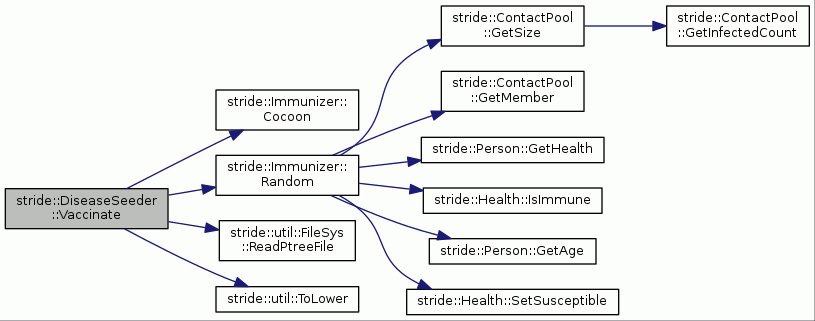 stride::DiseaseSeeder
::Vaccinate
stride::Immunizer::
Cocoon
stride::Immunizer::
Random
stride::util::FileSys
::ReadPtreeFile
stride::util::ToLower
stride::ContactPool
::GetSize
stride::ContactPool
::GetMember
stride::Person::GetHealth
stride::Health::IsImmune
stride::Person::GetAge
stride::Health::SetSusceptible
stride::ContactPool
::GetInfectedCount